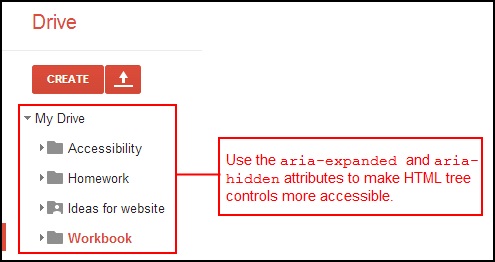 Drive
CREATE
My Drive
Accessibility
Homework
Ideas for website
Workbook
Use the aria-expanded and aria-
hidden attributes to make HTML tree
controls more accessible.